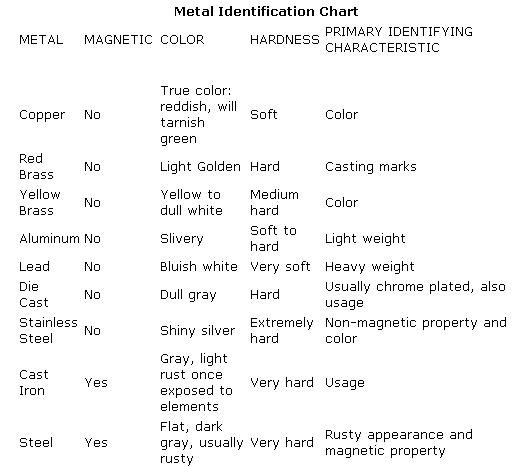 Metal Identification Chart
METAL MAGNETIC COLOR HARDNESS PRIMARY IDENTIFYING CHARACTERISTIC
Copper No True color: reddish, will tarnish green Soft Color
Red Brass No Light Golden Hard Casting marks
Yellow Brass No Yellow to dull white Medium hard Color
Aluminum No Slivery Soft to hard Light weight
Lead No Bluish white Very soft Heavy weight
Die Cast No Dull gray Hard Usually chrome plated, also usage
Stainless Steel No Shiny silver Extremely hard Non-magnetic property and color
Cast Iron Yes Gray, light rust once exposed to elements Very hard Usage
Steel Yes Flat, dark gray, usually rusty Very hard Rusty appearance and magnetic property